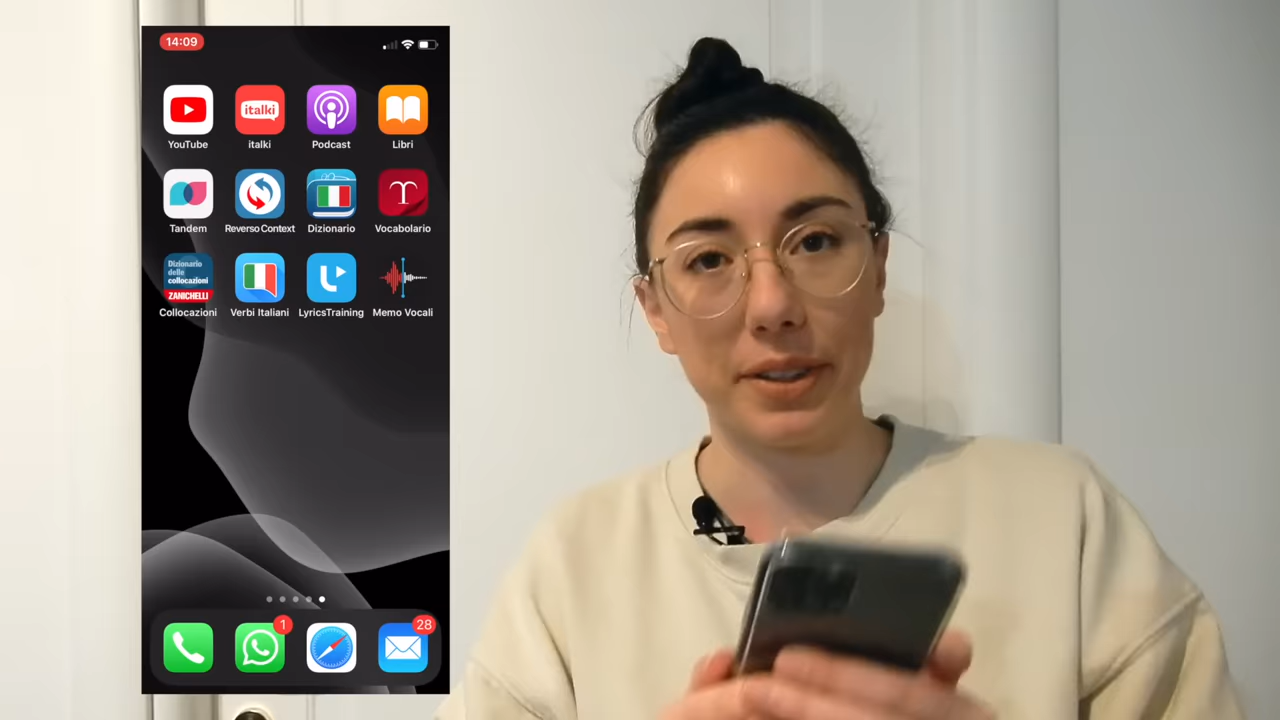 14:09
italki
YouTube italki Podcast Libri
Tandem Reverso Context Dizionario Vocabolario
Dizionario
delle
collocazioni
ZANICHELLI
Collocazioni Verbi Italiani LyricsTraining Memo Vocali
1 28